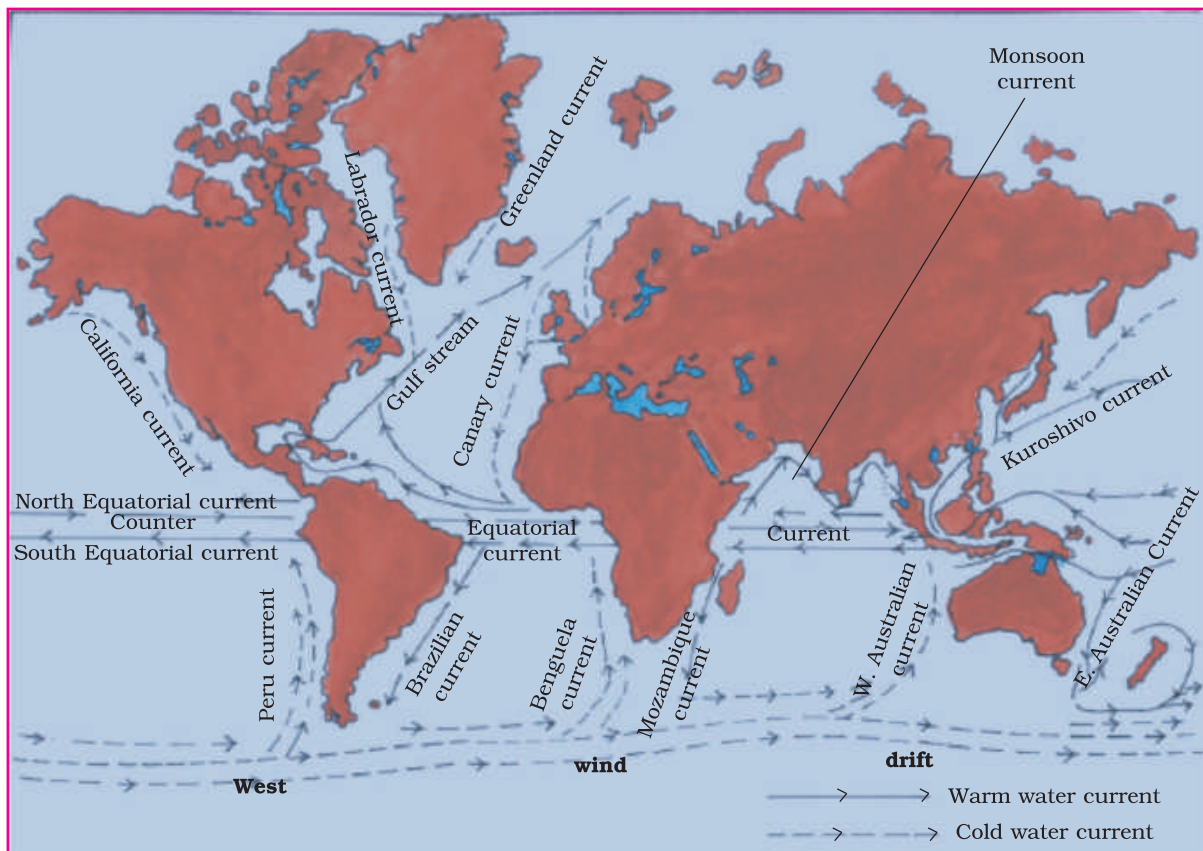 Monsoon
current
Greenland current
Labrador current
Gulf stream
Canary current
California current
Kuroshivo current
North Equatorial current
Counter
South Equatorial current
Equatorial
current
Current
Peru current
Brazilian
current
Benguela
current
Mozambique
current
W. Australian
current
E. Australian Current
West
wind
drift
Warm water current
Cold water current